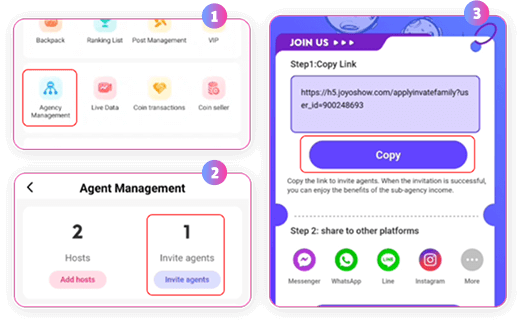 1
Backpack
Ranking List
Post Management
VIP
Agency
Management
Live Data
Coin transactions
Coin seller
2
Agent Management
2
1
Hosts
Invite agents
Add hosts
Invite agents
3
JOIN US
Step1:Copy Link
https://h5.joyoshow.com/applyinvatefamily?us
er_id=900248693
Copy
Copy the link to invite agents. When the invitation is successful,
you can enjoy the benefits of the sub-agency income.
Step 2: share to other platforms
Messenger
WhatsApp
Line
Instagram
More